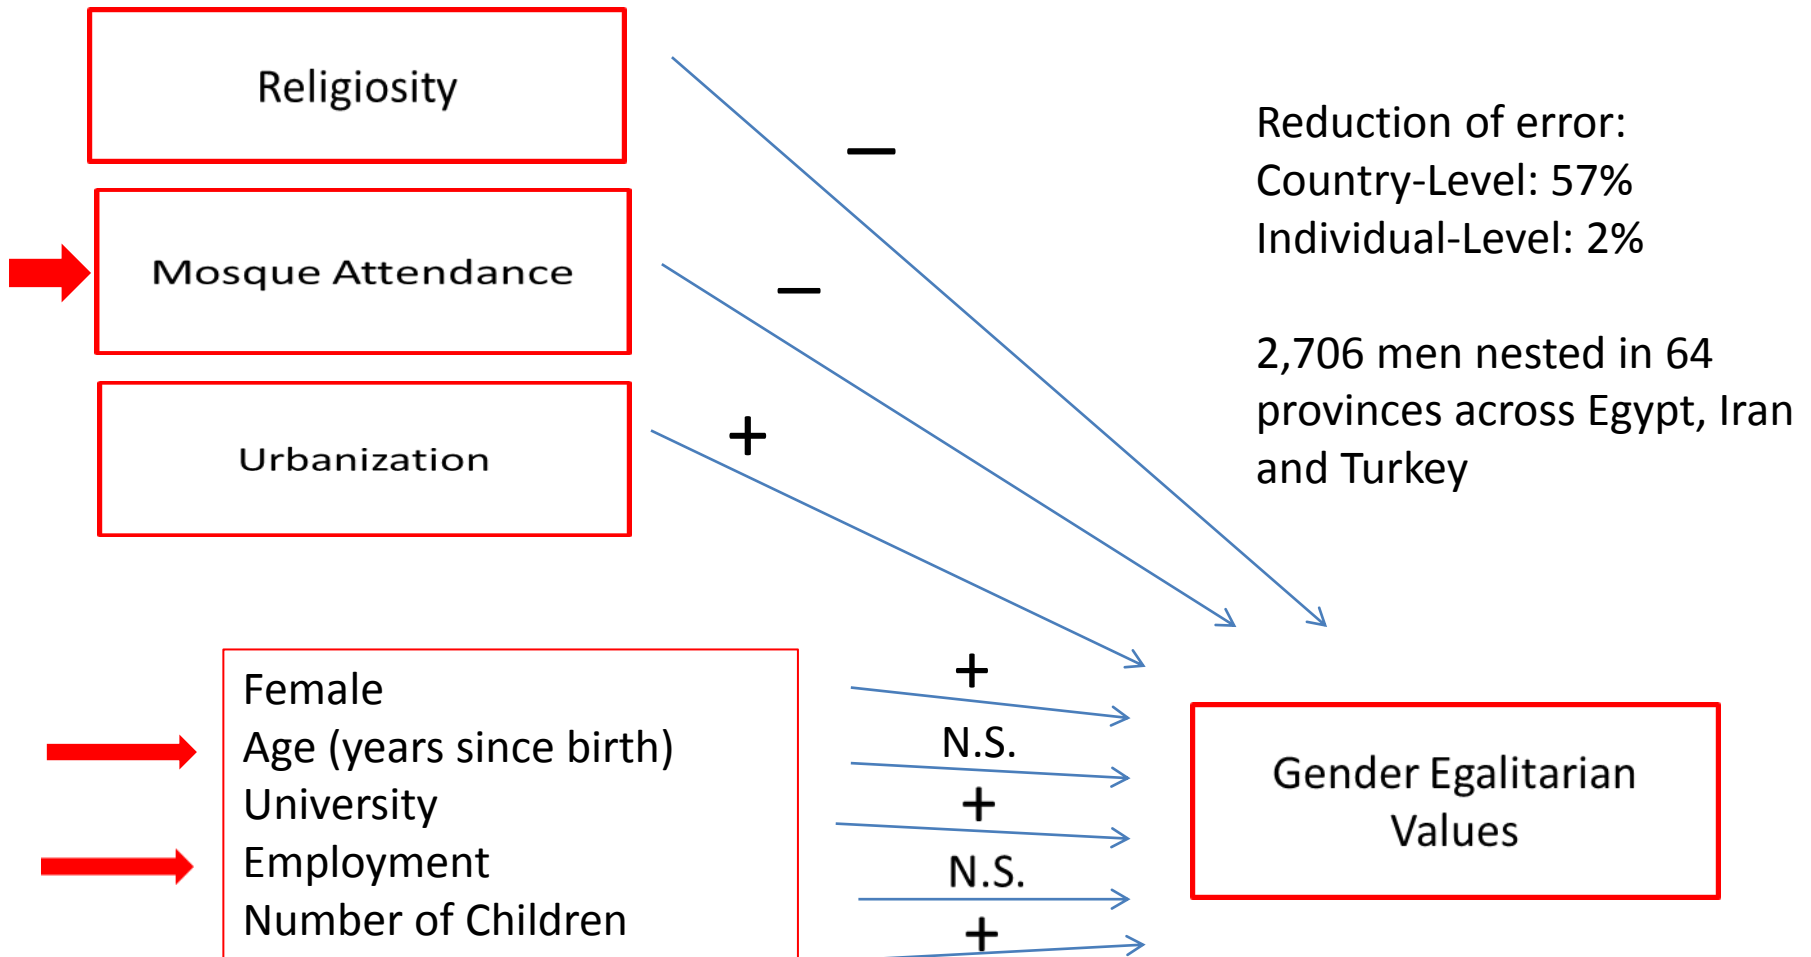 Religiosity
–
Reduction of error:
Country-Level: 57%
Individual-Level: 2%
Mosque Attendance
–
2,706 men nested in 64
provinces across Egypt, Iran
and Turkey
Urbanization
+
Female
Age (years since birth)
University
Employment
Number of Children
+
N.S.
+
N.S.
+
Gender Egalitarian
Values